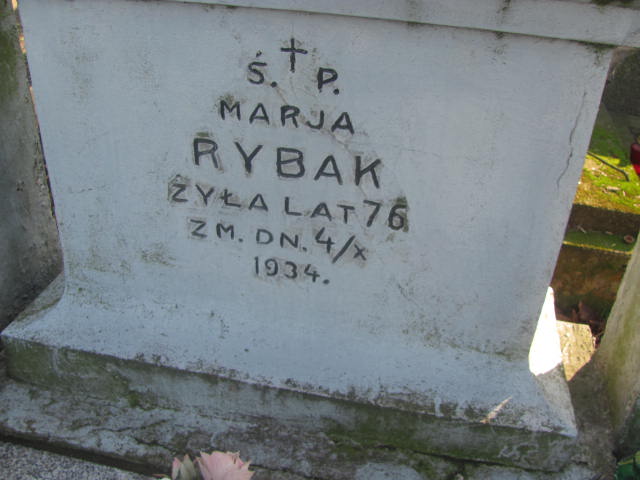 Ś. † P.
MARJA
RYBAK
ŻYŁA LAT 76
ZM. DN. 4/X
1934.